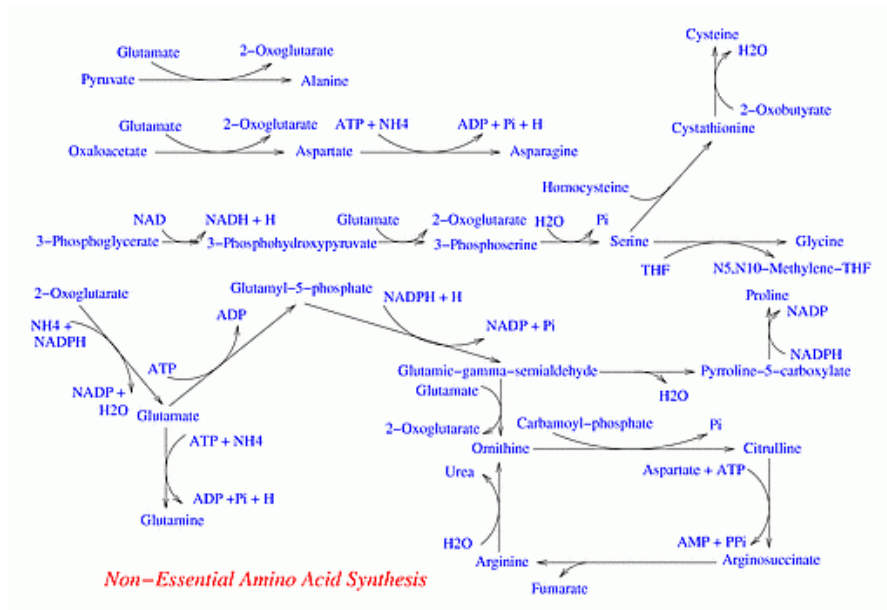 Glutamate
2-Oxoglutarate
Pyruvate
Alanine
Glutamate
2-Oxoglutarate
ATP + NH4
ADP + Pi + H
Oxaloacetate
Aspartate
Asparagine
Cysteine
H2O
2-Oxobutyrate
Cystathionine
Homocysteine
NAD
NADH + H
Glutamate
2-Oxoglutarate
H2O
Pi
3-Phosphoglycerate
3-Phosphohydroxypyruvate
3-Phosphoserine
Serine
Glycine
THF
N5,N10-Methylene-THF
2-Oxoglutarate
Glutamyl-5-phosphate
NADPH + H
Proline
NADP
NH4 +
NADPH
ADP
NADP + Pi
NADPH
ATP
Glutamic-gamma-semialdehyde
Pyrroline-5-carboxylate
NADP +
H2O
Glutamate
H2O
Glutamate
ATP + NH4
2-Oxoglutarate
Carbamoyl-phosphate
Pi
Ornithine
Citrulline
Urea
Aspartate + ATP
ADP +Pi + H
Glutamine
H2O
AMP + PPi
Arginine
Arginosuccinate
Fumarate
Non-Essential Amino Acid Synthesis